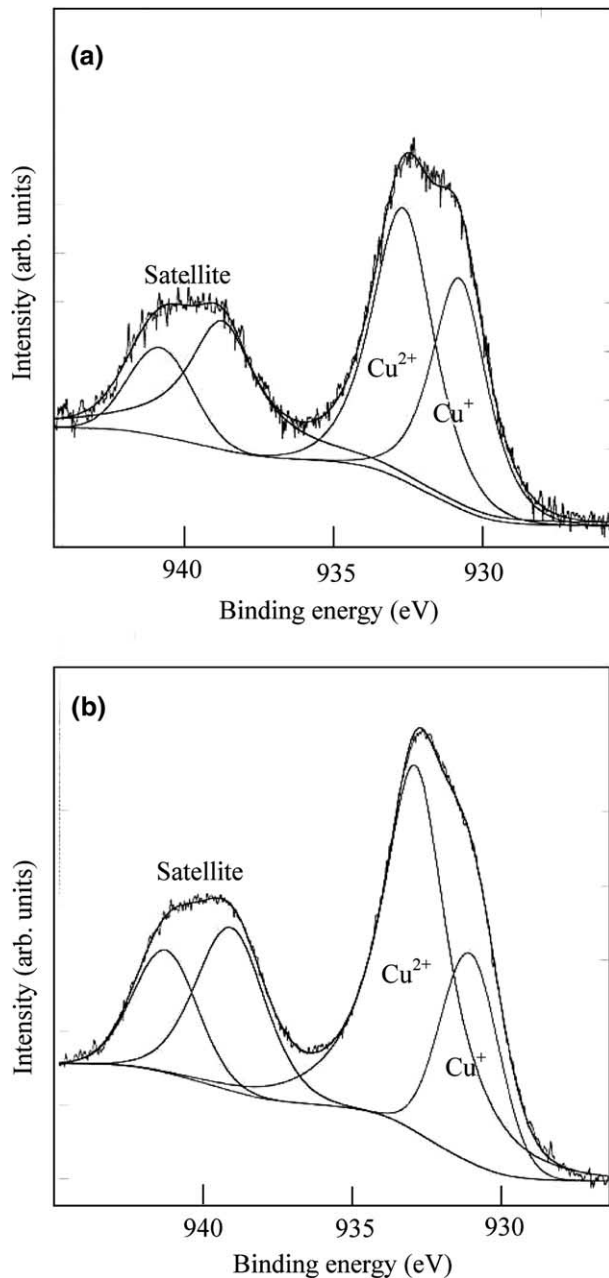 (a)
Intensity (arb. units)
Satellite
Cu²⁺
Cu⁺
940 935 930
Binding energy (eV)
(b)
Intensity (arb. units)
Satellite
Cu²⁺
Cu⁺
940 935 930
Binding energy (eV)